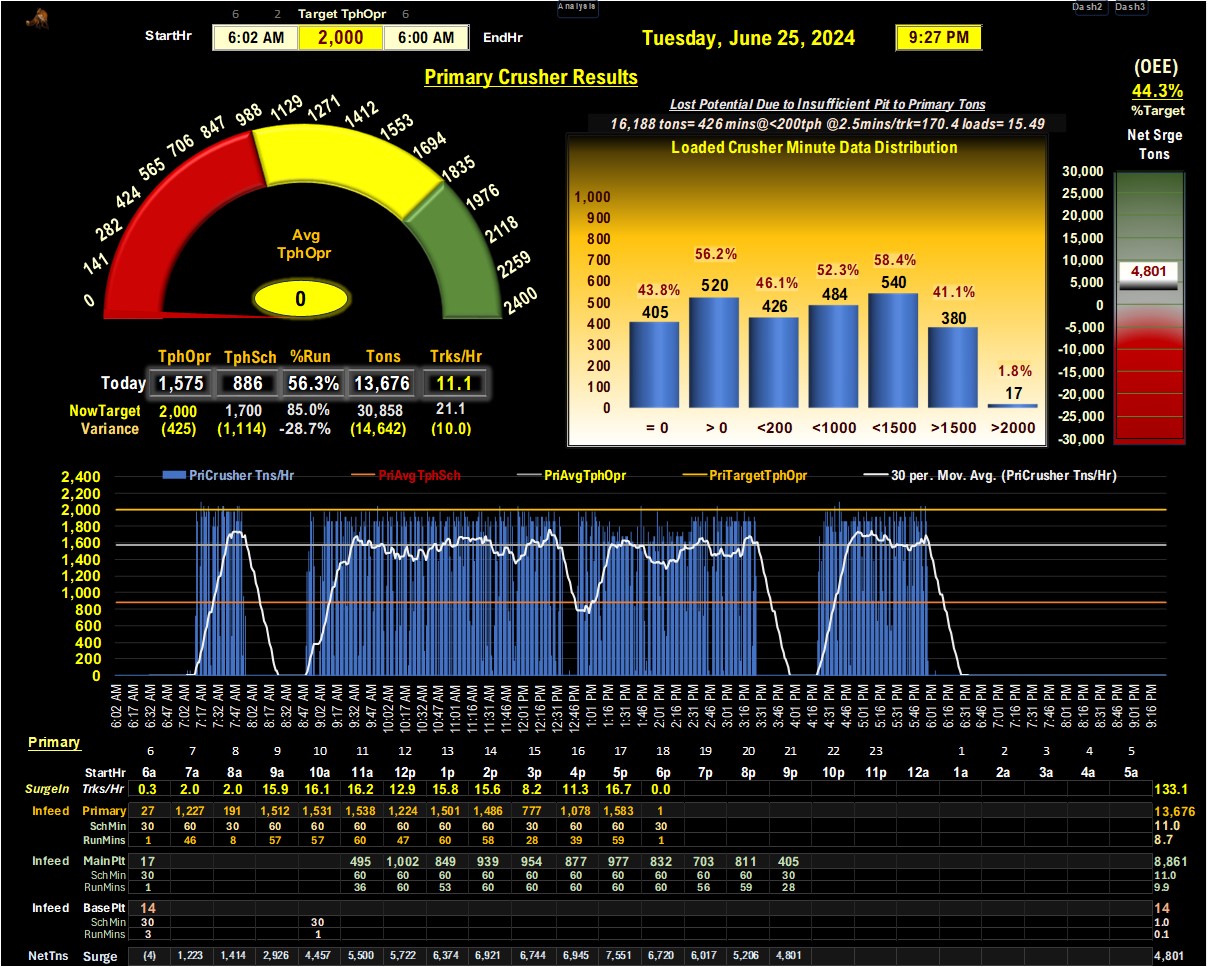 6 2 Target TphOpr 6
Analysis
Dash2 Dash3
StartHr 6:02 AM 2,000 6:00 AM EndHr
Tuesday, June 25, 2024 9:27 PM
Primary Crusher Results
(OEE)
44.3%
%Target
Net Srge
Tons
30,000
25,000
20,000
15,000
10,000
5,000
0
-5,000
-10,000
-15,000
-20,000
-25,000
-30,000
4,801
0
141
282
424
565
706
847
988
1129
1271
1412
1553
1694
1835
1976
2118
2259
2400
Avg
TphOpr
0
Lost Potential Due to Insufficient Pit to Primary Tons
16,188 tons= 426 mins@<200tph @2.5mins/trk=170.4 loads= 15.49
Loaded Crusher Minute Data Distribution
1,000
900
800
700
600
500
400
300
200
100
0
43.8% 56.2% 46.1% 52.3% 58.4% 41.1% 1.8%
405 520 426 484 540 380 17
= 0 > 0 <200 <1000 <1500 >1500 >2000
TphOpr TphSch %Run Tons Trks/Hr
Today 1,575 886 56.3% 13,676 11.1
NowTarget 2,000 1,700 85.0% 30,858 21.1
Variance (425) (1,114) -28.7% (14,642) (10.0)
PriCrusher Tns/Hr PriAvgTphSch PriAvgTphOpr PriTargetTphOpr 30 per. Mov. Avg. (PriCrusher Tns/Hr)
2,400
2,200
2,000
1,800
1,600
1,400
1,200
1,000
800
600
400
200
0
6:02 AM 6:17 AM 6:32 AM 6:47 AM 7:02 AM 7:17 AM 7:32 AM 7:47 AM 8:02 AM 8:17 AM 8:32 AM 8:47 AM 9:02 AM 9:17 AM 9:32 AM 9:47 AM 10:02 AM 10:17 AM 10:32 AM 10:47 AM 11:01 AM 11:16 AM 11:31 AM 11:46 AM 12:01 PM 12:16 PM 12:31 PM 12:46 PM 1:01 PM 1:16 PM 1:31 PM 1:46 PM 2:01 PM 2:16 PM 2:31 PM 2:46 PM 3:01 PM 3:16 PM 3:31 PM 3:46 PM 4:01 PM 4:16 PM 4:31 PM 4:46 PM 5:01 PM 5:16 PM 5:31 PM 5:46 PM 6:01 PM 6:16 PM 6:31 PM 6:46 PM 7:01 PM 7:16 PM 7:31 PM 7:46 PM 8:01 PM 8:16 PM 8:31 PM 8:46 PM 9:01 PM 9:16 PM
Primary
6 7 8 9 10 11 12 13 14 15 16 17 18 19 20 21 22 23 1 2 3 4 5
StartHr 6a 7a 8a 9a 10a 11a 12p 1p 2p 3p 4p 5p 6p 7p 8p 9p 10p 11p 12a 1a 2a 3a 4a 5a
SurgeIn Trks/Hr 0.3 2.0 2.0 15.9 16.1 16.2 12.9 15.8 15.6 8.2 11.3 16.7 0.0 133.1
Infeed Primary 27 1,227 191 1,512 1,531 1,538 1,224 1,501 1,486 777 1,078 1,583 1 13,676
SchMin 30 60 30 60 60 60 60 60 60 30 60 60 30 11.0
RunMins 1 46 8 57 57 60 47 60 58 28 39 59 1 8.7
Infeed MainPlt 17 495 1,002 849 939 954 877 977 832 703 811 405 8,861
SchMin 30 60 60 60 60 60 60 60 60 60 60 30 11.0
RunMins 1 36 60 53 60 60 60 60 60 56 59 28 9.9
Infeed BasePlt 14 14
SchMin 30 30 1.0
RunMins 3 1 0.1
NetTns Surge (4) 1,223 1,414 2,926 4,457 5,500 5,722 6,374 6,921 6,744 6,945 7,551 6,720 6,017 5,206 4,801 4,801